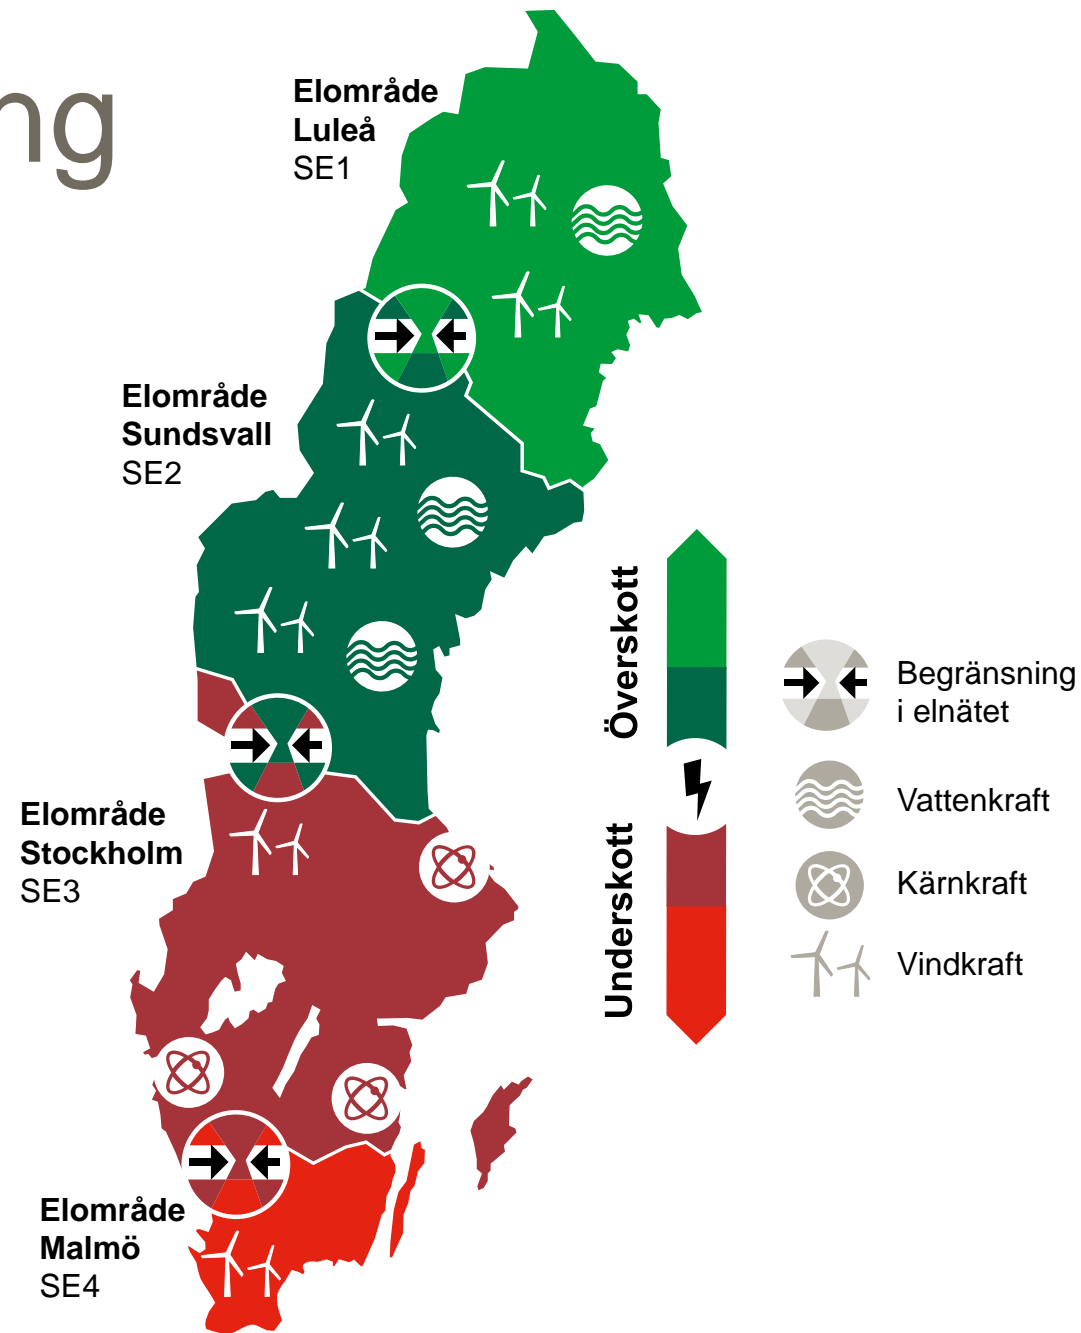 ng
Elområde
Luleå
SE1
Elområde
Sundsvall
SE2
Elområde
Stockholm
SE3
Elområde
Malmö
SE4
Överskott
Underskott
Begränsning
i elnätet
Vattenkraft
Kärnkraft
Vindkraft